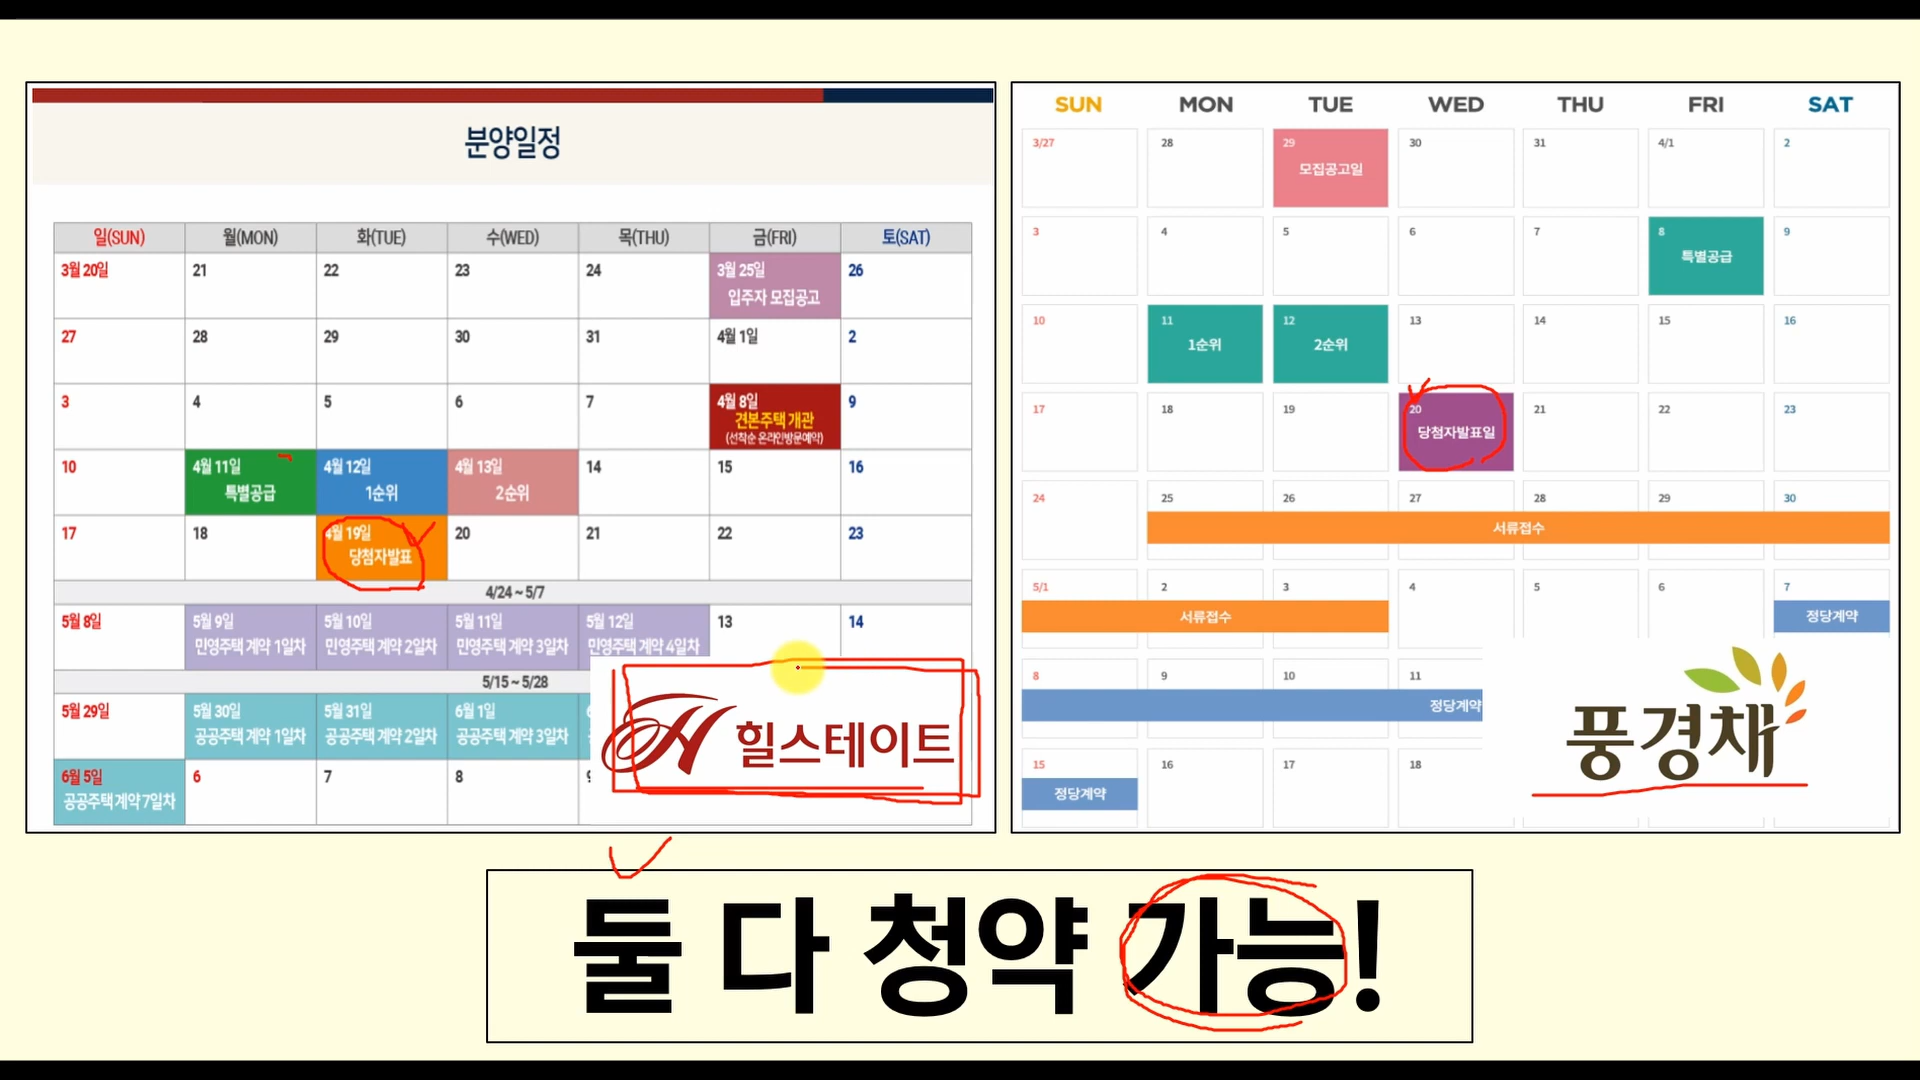 분양일정
일(SUN) 월(MON) 화(TUE) 수(WED) 목(THU) 금(FRI) 토(SAT)
3월 20일 21 22 23 24 3월 25일 26
입주자 모집공고
27 28 29 30 31 4월 1일 2
3 4 5 6 7 4월 8일 9
견본주택 개관
(선착순 온라인방문예약)
10 4월 11일 4월 12일 4월 13일 14 15 16
특별공급 1순위 2순위
17 18 4월 19일 20 21 22 23
당첨자발표
4/24 ~ 5/7
5월 8일 5월 9일 5월 10일 5월 11일 5월 12일 13 14
민영주택 계약 1일차 민영주택 계약 2일차 민영주택 계약 3일차 민영주택 계약 4일차
5/15 ~ 5/28
5월 29일 5월 30일 5월 31일 6월 1일
공공주택 계약 1일차 공공주택 계약 2일차 공공주택 계약 3일차
6월 5일 6 7 8
공공주택 계약 7일차
H 힐스테이트
SUN MON TUE WED THU FRI SAT
3/27 28 29 30 31 4/1 2
모집공고일
3 4 5 6 7 8 9
특별공급
10 11 12 13 14 15 16
1순위 2순위
17 18 19 20 21 22 23
당첨자발표일
24 25 26 27 28 29 30
서류접수
5/1 2 3 4 5 6 7
서류접수 정당계약
8 9 10 11
정당계약
15 16 17 18
정당계약
풍경채
둘 다 청약 가능!